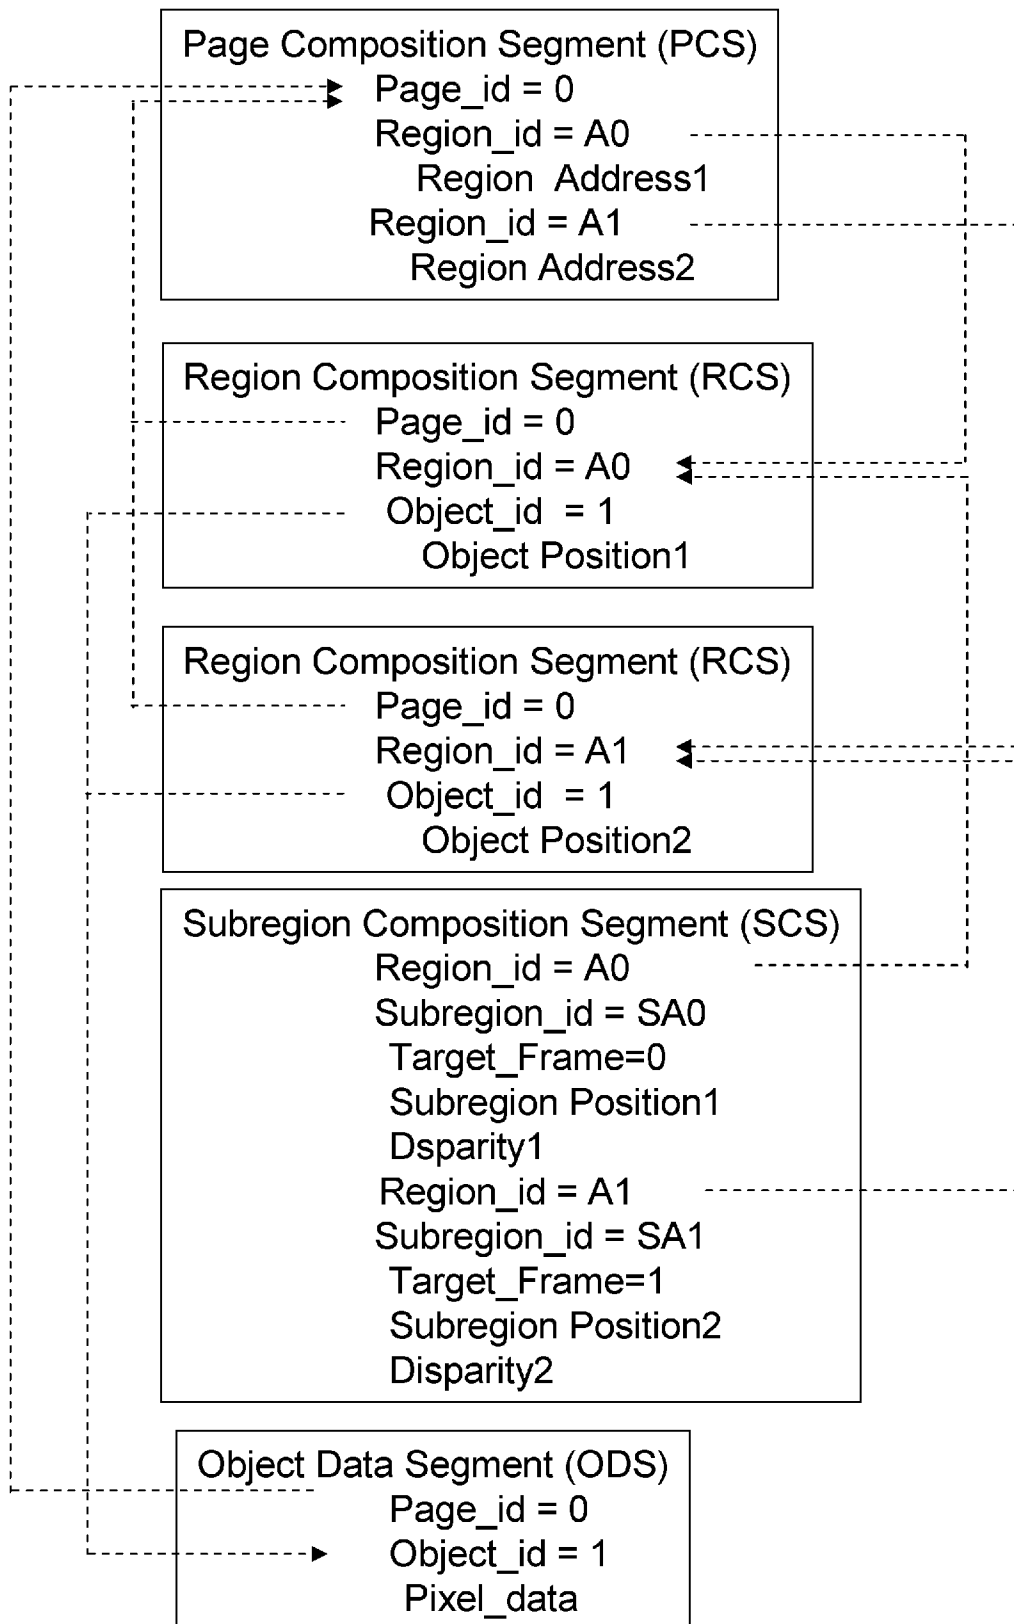 Page Composition Segment (PCS)
Page_id = 0
Region_id = A0
Region Address1
Region_id = A1
Region Address2
Region Composition Segment (RCS)
Page_id = 0
Region_id = A0
Object_id = 1
Object Position1
Region Composition Segment (RCS)
Page_id = 0
Region_id = A1
Object_id = 1
Object Position2
Subregion Composition Segment (SCS)
Region_id = A0
Subregion_id = SA0
Target_Frame=0
Subregion Position1
Dsparity1
Region_id = A1
Subregion_id = SA1
Target_Frame=1
Subregion Position2
Disparity2
Object Data Segment (ODS)
Page_id = 0
Object_id = 1
Pixel_data